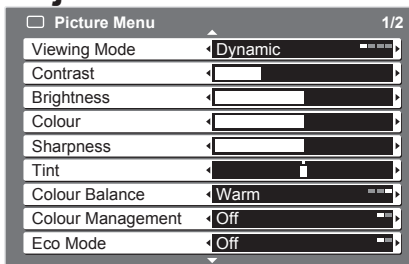 Picture Menu 1/2
Viewing Mode Dynamic
Contrast
Brightness
Colour
Sharpness
Tint
Colour Balance Warm
Colour Management Off
Eco Mode Off